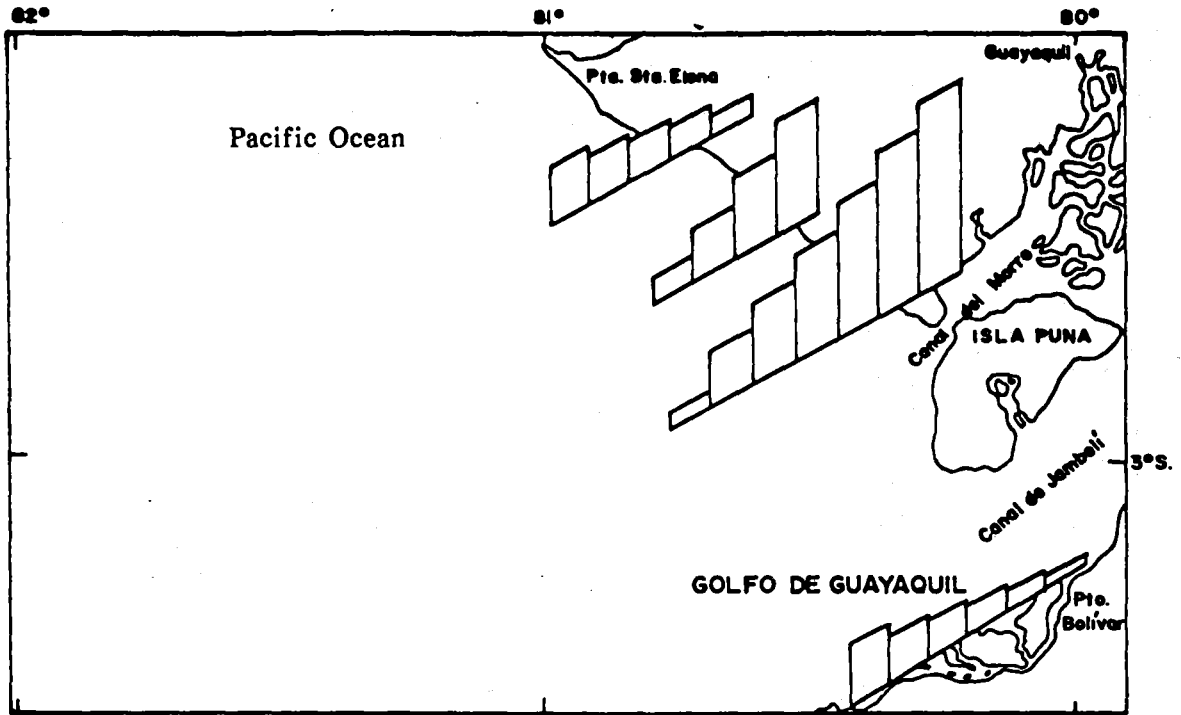 82°
81°
80°
Guayaquil
Pta. Sta. Elena
Pacific Ocean
Canal del Morro
ISLA PUNA
3°S.
Canal de Jambelí
GOLFO DE GUAYAQUIL
Pto.
Bolívar